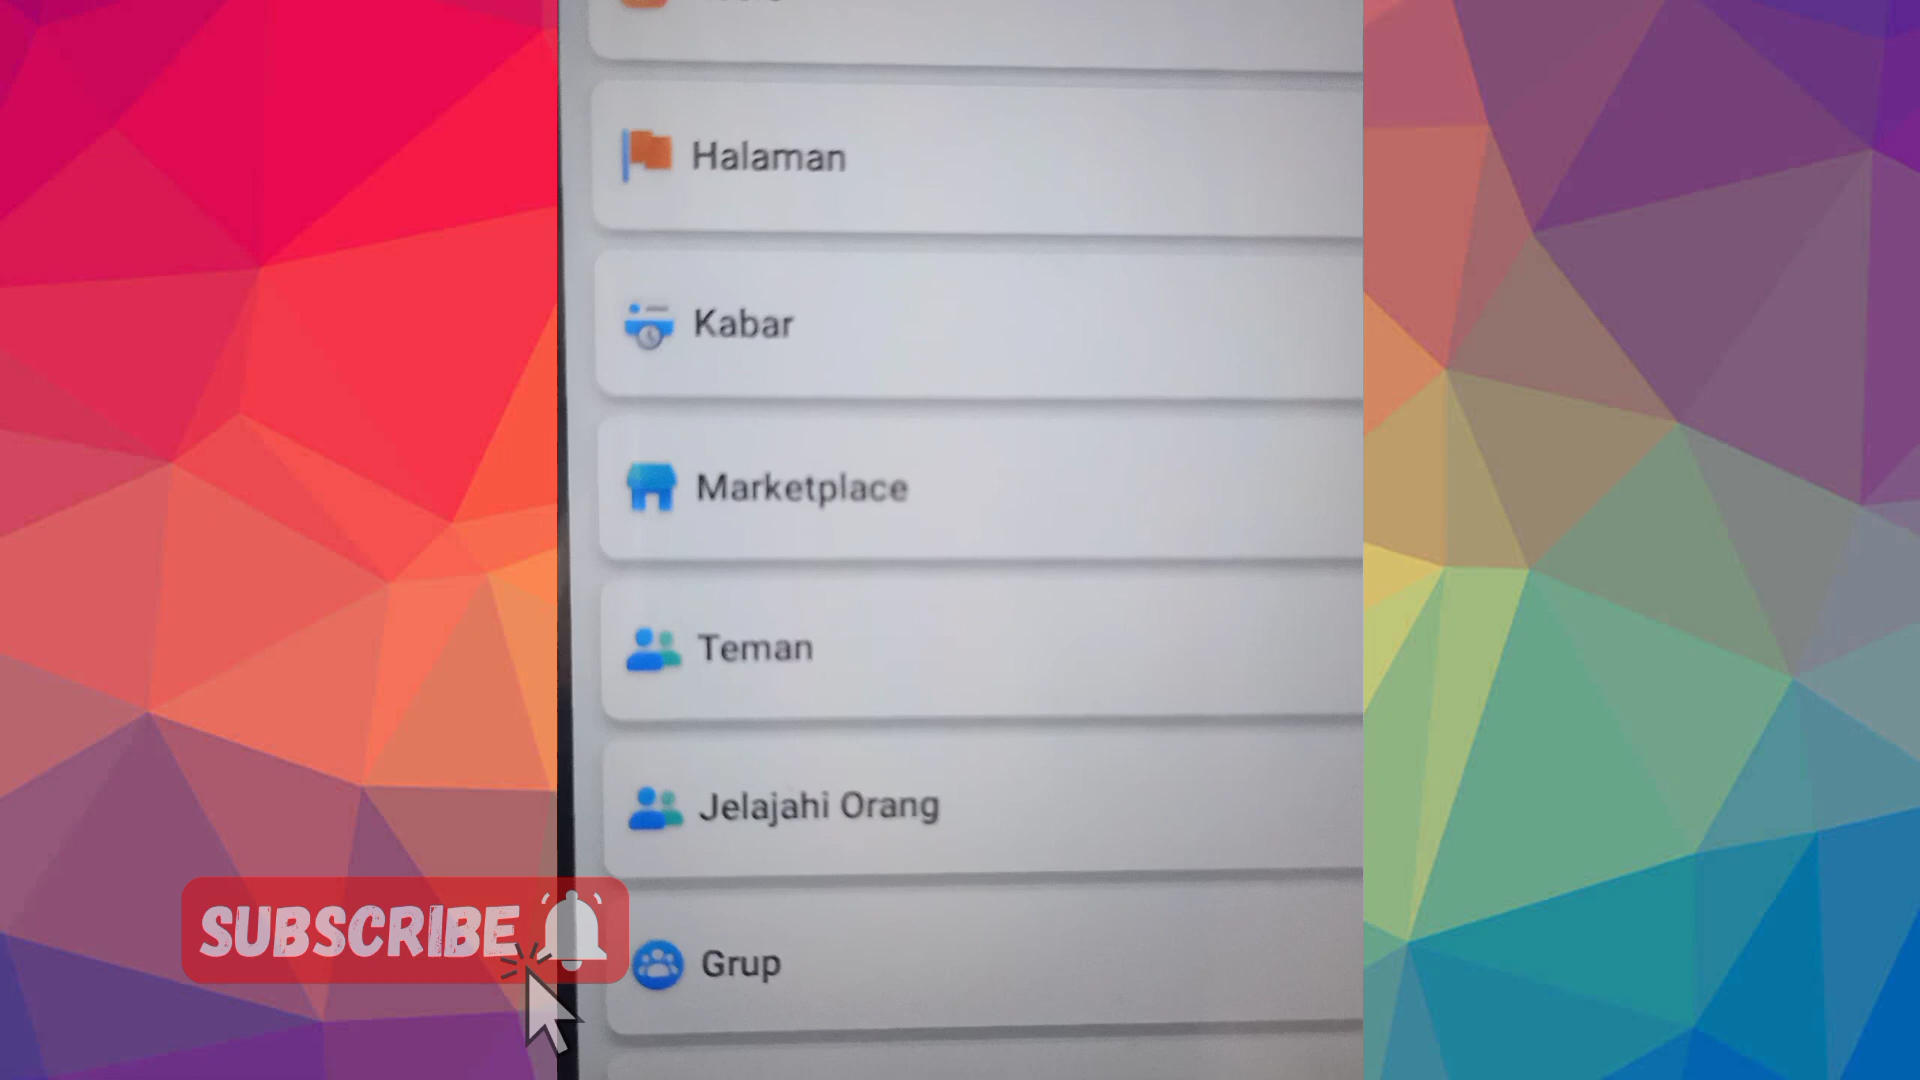 Halaman
Kabar
Marketplace
Teman
Jelajahi Orang
Grup
SUBSCRIBE